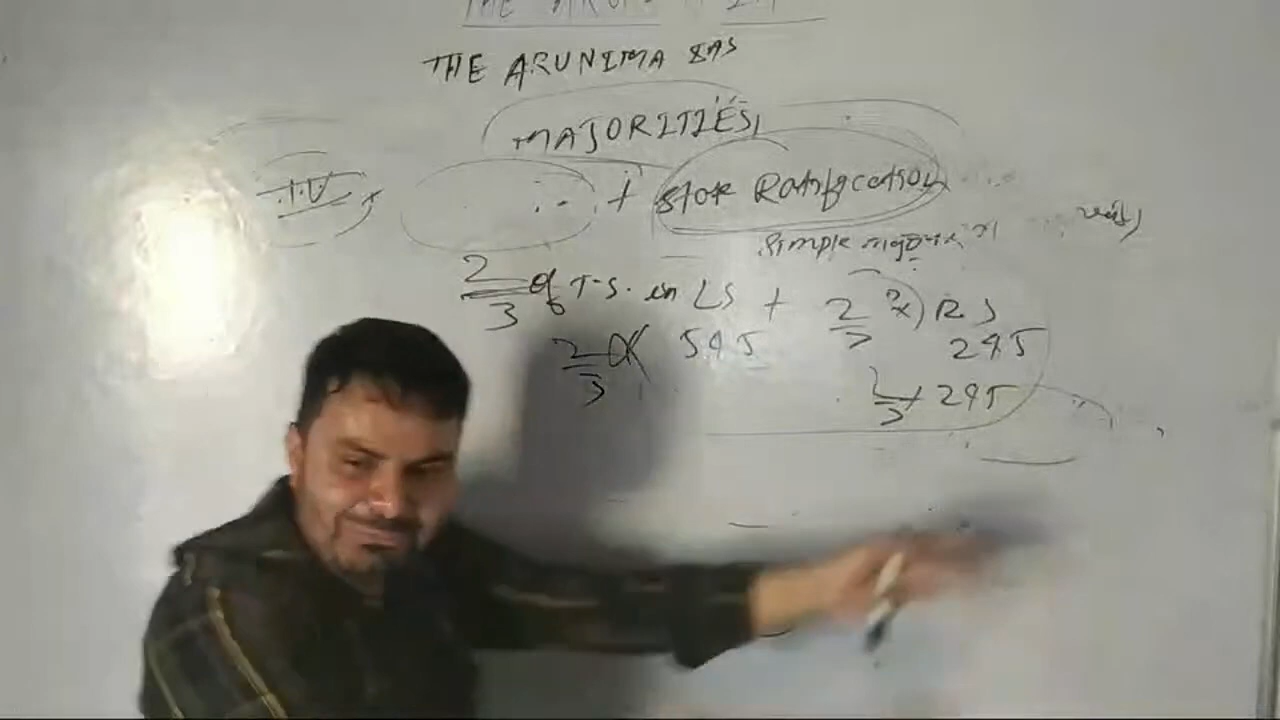 THE ARUNIMA IAS
MAJORITIES,
IV, + State Ratification
Simple majority
2/3 of T.S. in LS + 2/3 RS
2/3 545 245
2/3 245